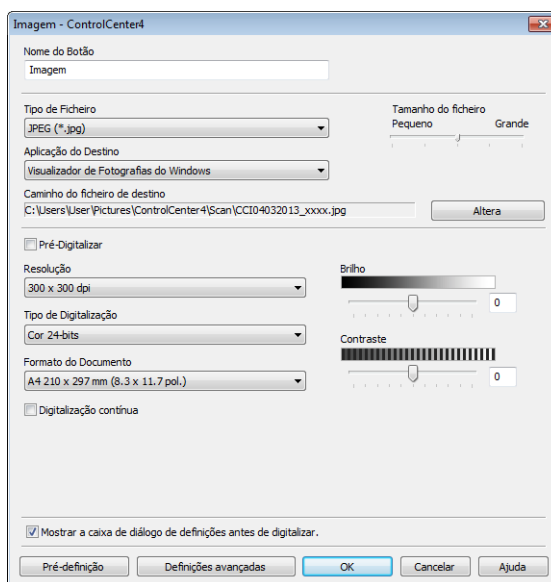 Imagem - ControlCenter4
Nome do Botão
Imagem
Tipo de Ficheiro
JPEG (*.jpg)
Tamanho do ficheiro
Pequeno Grande
Aplicação do Destino
Visualizador de Fotografias do Windows
Caminho do ficheiro de destino
C:\Users\User\Pictures\ControlCenter4\Scan\CCI04032013_xxxx.jpg
Altera
Pré-Digitalizar
Resolução
300 x 300 dpi
Brilho
0
Tipo de Digitalização
Cor 24-bits
Contraste
0
Formato do Documento
A4 210 x 297 mm (8.3 x 11.7 pol.)
Digitalização contínua
Mostrar a caixa de diálogo de definições antes de digitalizar.
Pré-definição Definições avançadas OK Cancelar Ajuda